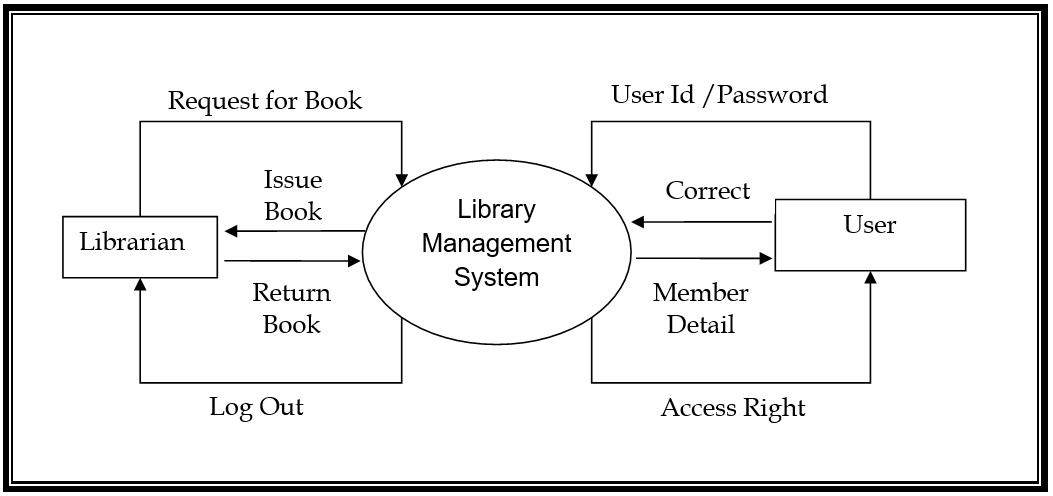 Request for Book
User Id /Password
Issue
Book
Correct
Librarian
Library
Management
System
User
Return
Book
Member
Detail
Log Out
Access Right